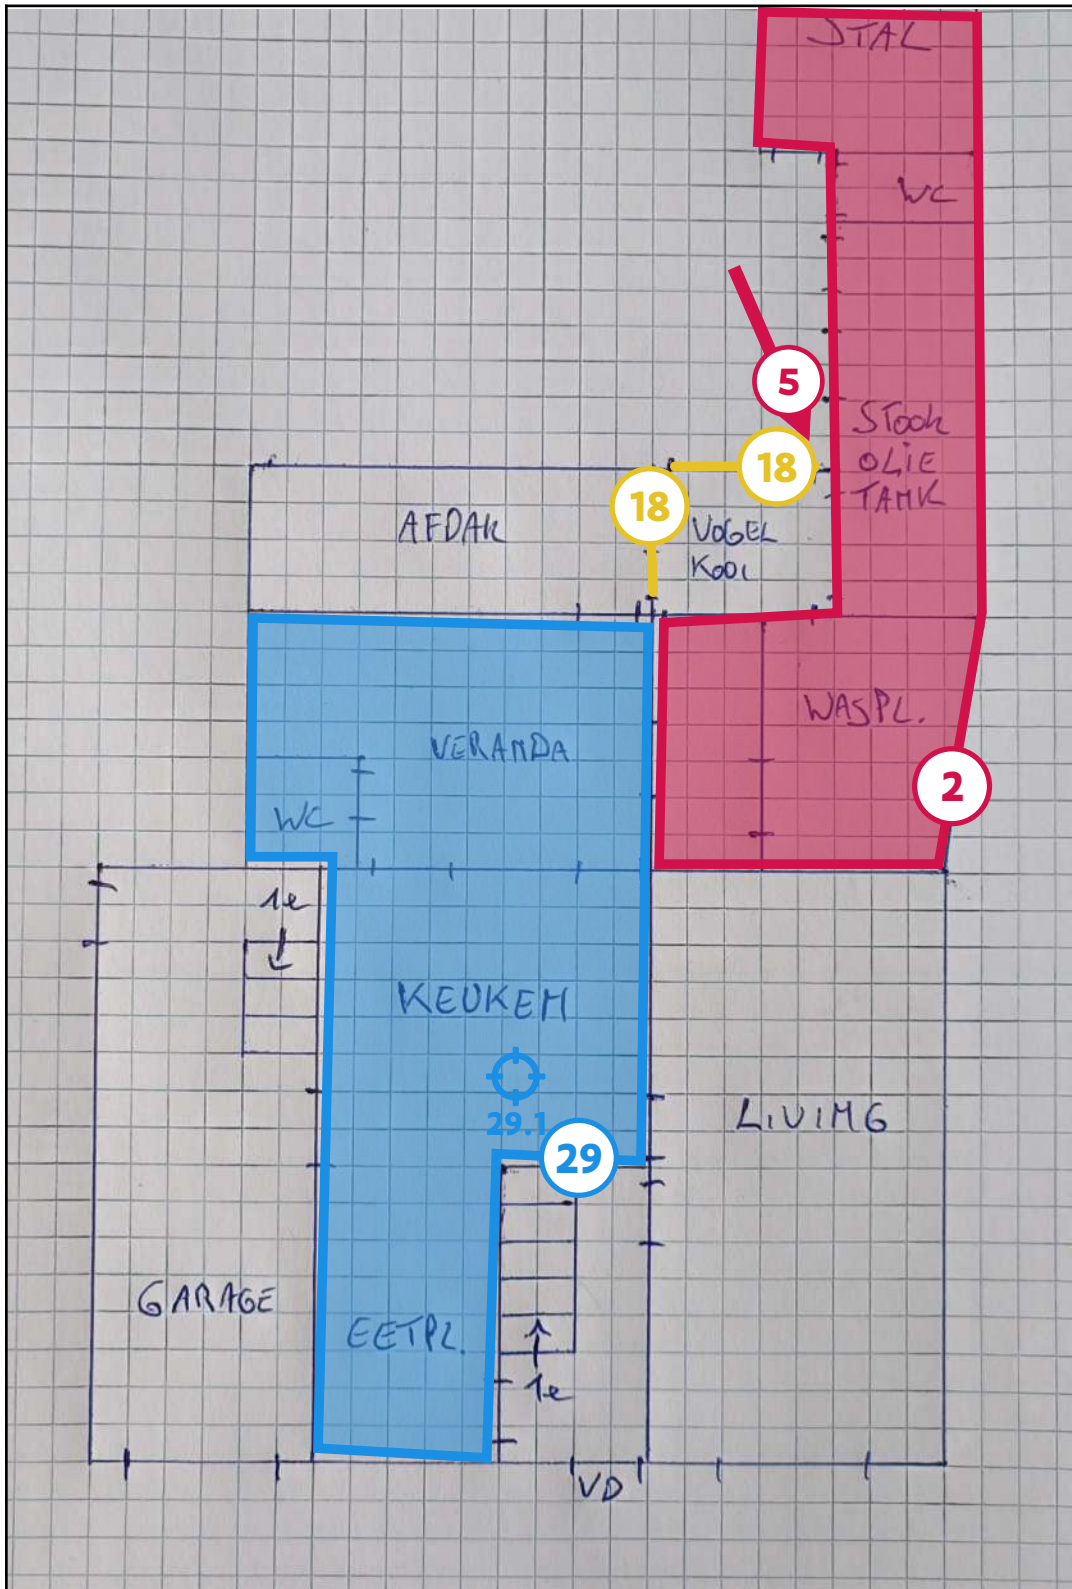 STAL
WC
5
STOOK
OLIE
TANK
18
18
AFDAK
VOGEL
KOOI
WASPL.
VERANDA
2
WC
1e
KEUKEN
29.1
LIVING
29
GARAGE
EETPL.
1e
VD